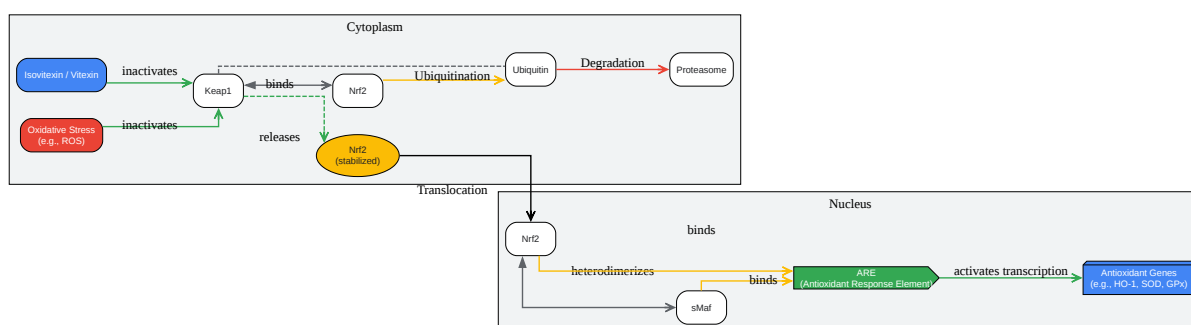 Cytoplasm
Isovitexin / Vitexin
inactivates
Keap1
binds
Nrf2
Ubiquitination
Ubiquitin
Degradation
Proteasome
Oxidative Stress
(e.g., ROS)
inactivates
releases
Nrf2
(stabilized)
Translocation
Nucleus
Nrf2
binds
heterodimerizes
binds
sMaf
ARE
(Antioxidant Response Element)
activates transcription
Antioxidant Genes
(e.g., HO-1, SOD, GPx)